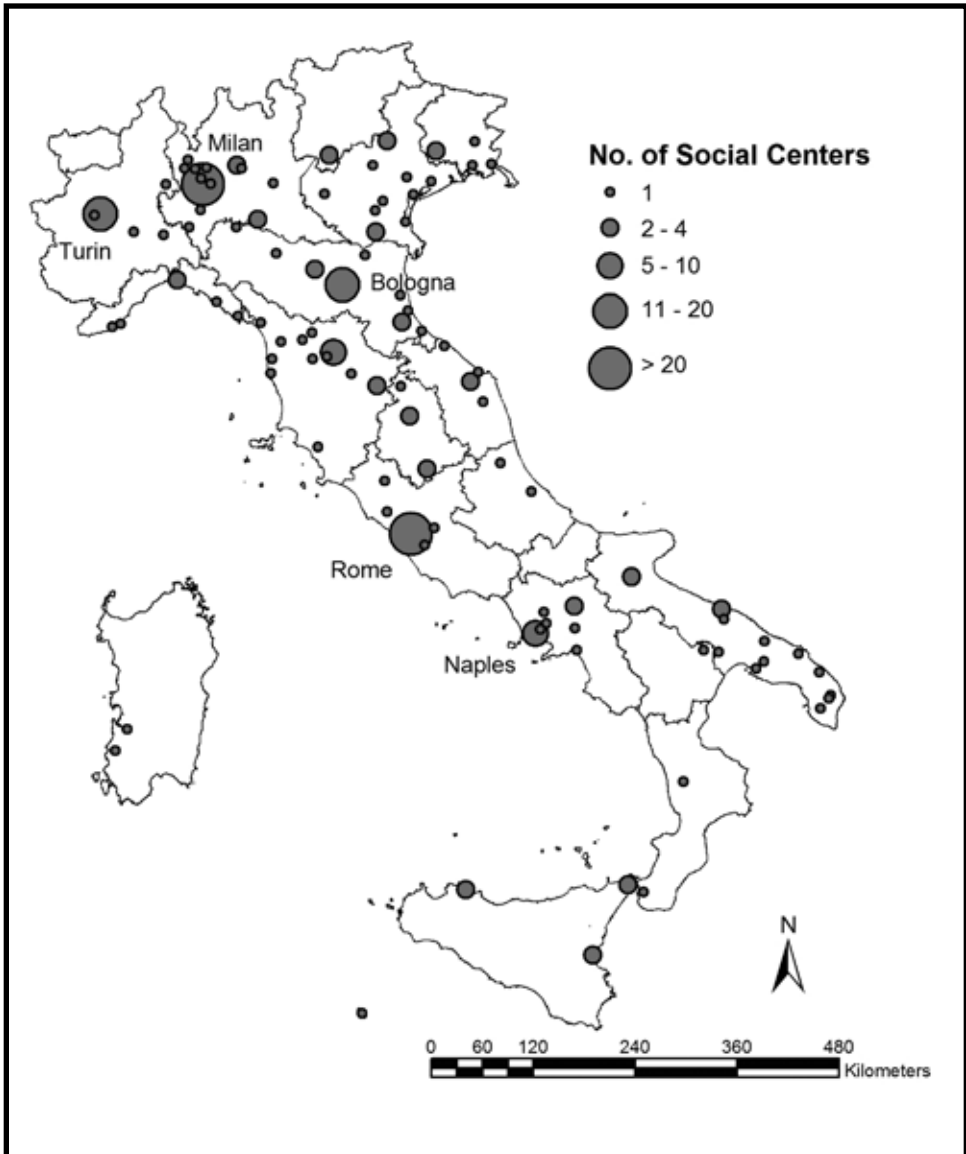 Milan
Turin
Bologna
Rome
Naples
No. of Social Centers
1
2 - 4
5 - 10
11 - 20
> 20
N
0 60 120 240 360 480
Kilometers